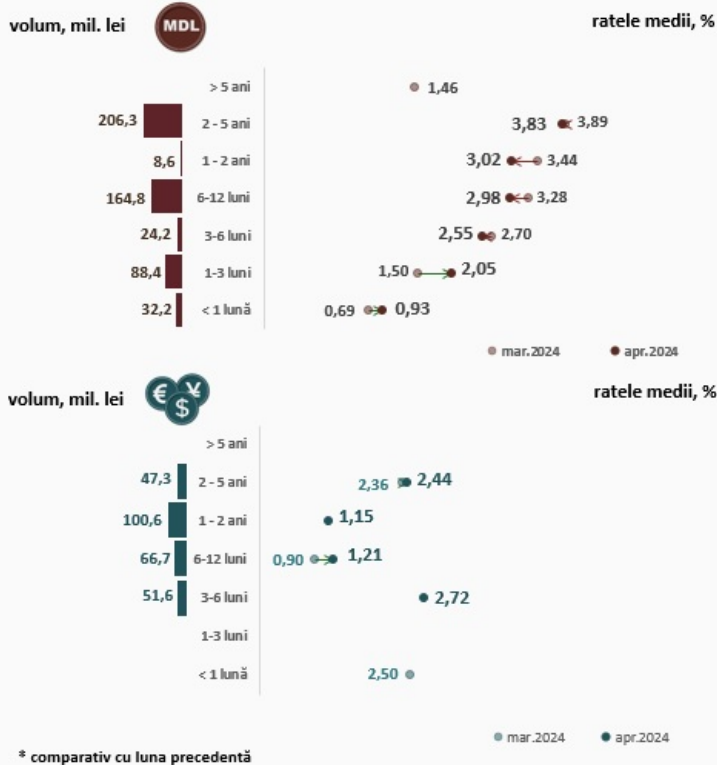 volum, mil. lei MDL ratele medii, %
> 5 ani 1,46
206,3 2 - 5 ani 3,83 3,89
8,6 1 - 2 ani 3,02 3,44
164,8 6-12 luni 2,98 3,28
24,2 3-6 luni 2,55 2,70
88,4 1-3 luni 1,50 2,05
32,2 < 1 lună 0,69 0,93
mar.2024 apr.2024
volum, mil. lei € ¥ $ ratele medii, %
> 5 ani
47,3 2 - 5 ani 2,36 2,44
100,6 1 - 2 ani 1,15
66,7 6-12 luni 0,90 1,21
51,6 3-6 luni 2,72
1-3 luni
< 1 lună 2,50
mar.2024 apr.2024
* comparativ cu luna precedentă